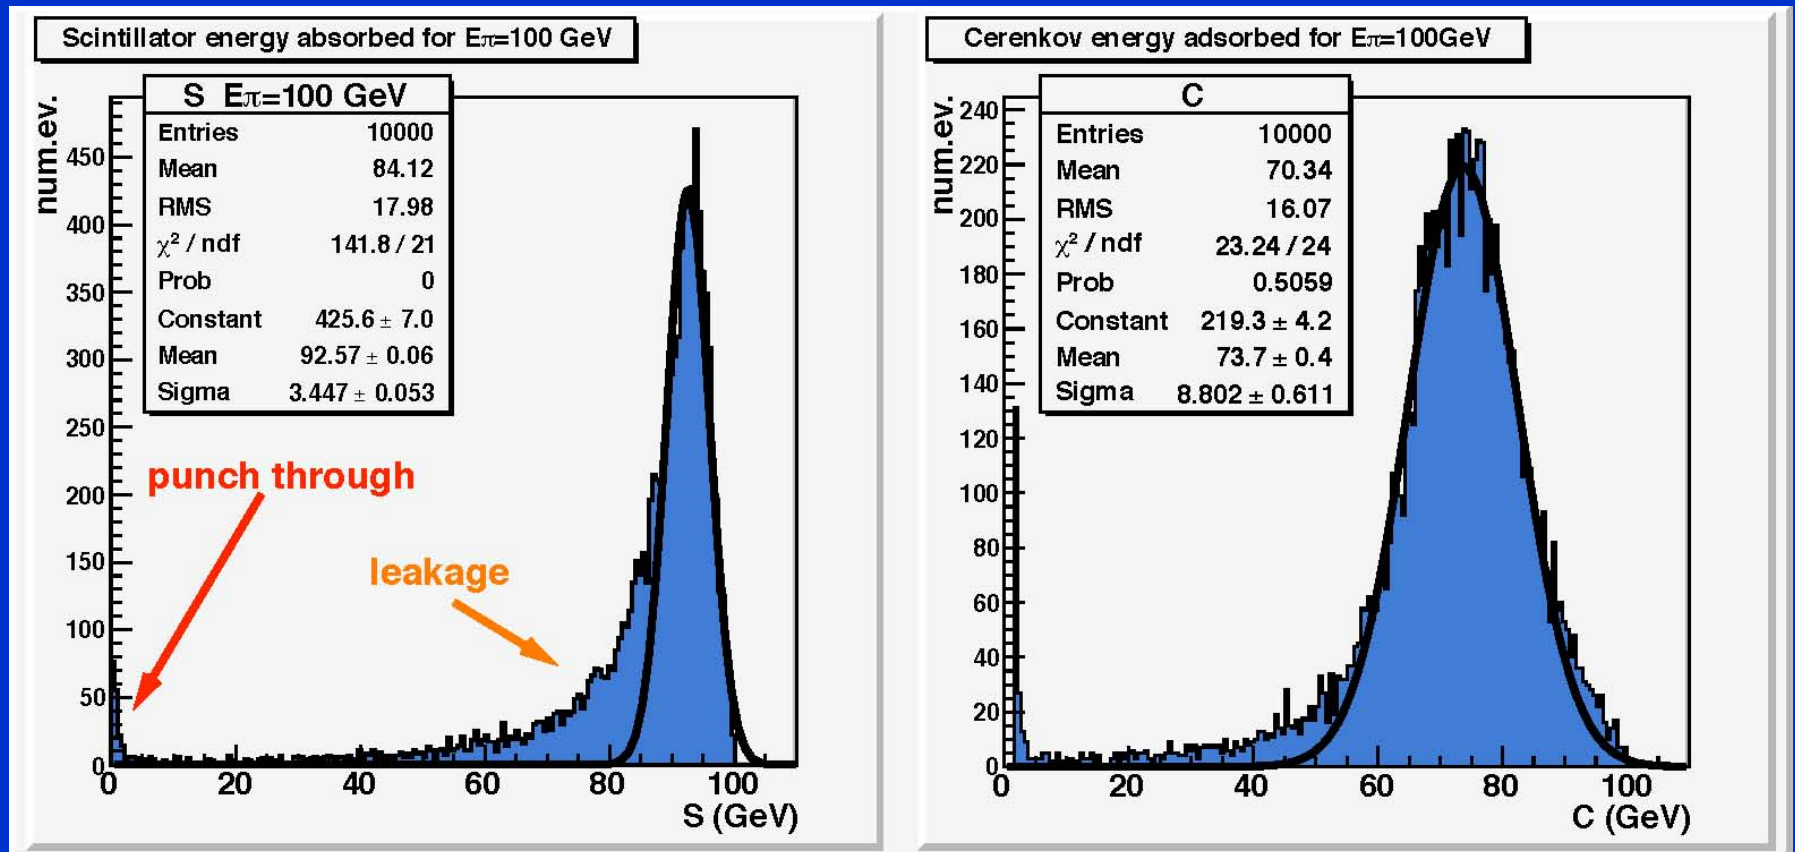 Scintillator energy absorbed for Eπ=100 GeV
S Eπ=100 GeV
Entries 10000
Mean 84.12
RMS 17.98
χ² / ndf 141.8 / 21
Prob 0
Constant 425.6 ± 7.0
Mean 92.57 ± 0.06
Sigma 3.447 ± 0.053
num.ev.
450
400
350
300
250
200
150
100
50
0
punch through
leakage
0 20 40 60 80 100
S (GeV)
Cerenkov energy adsorbed for Eπ=100GeV
C
Entries 10000
Mean 70.34
RMS 16.07
χ² / ndf 23.24 / 24
Prob 0.5059
Constant 219.3 ± 4.2
Mean 73.7 ± 0.4
Sigma 8.802 ± 0.611
num.ev.
240
220
200
180
160
140
120
100
80
60
40
20
0
0 20 40 60 80 100
C (GeV)